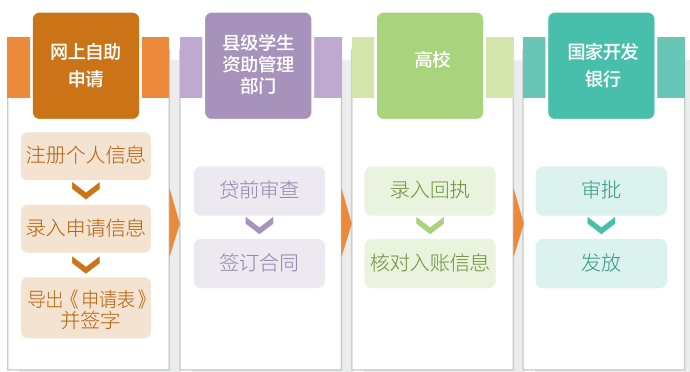 网上自助
申请
注册个人信息
录入申请信息
导出《申请表》
并签字
县级学生
资助管理
部门
贷前审查
签订合同
高校
录入回执
核对入账信息
国家开发
银行
审批
发放